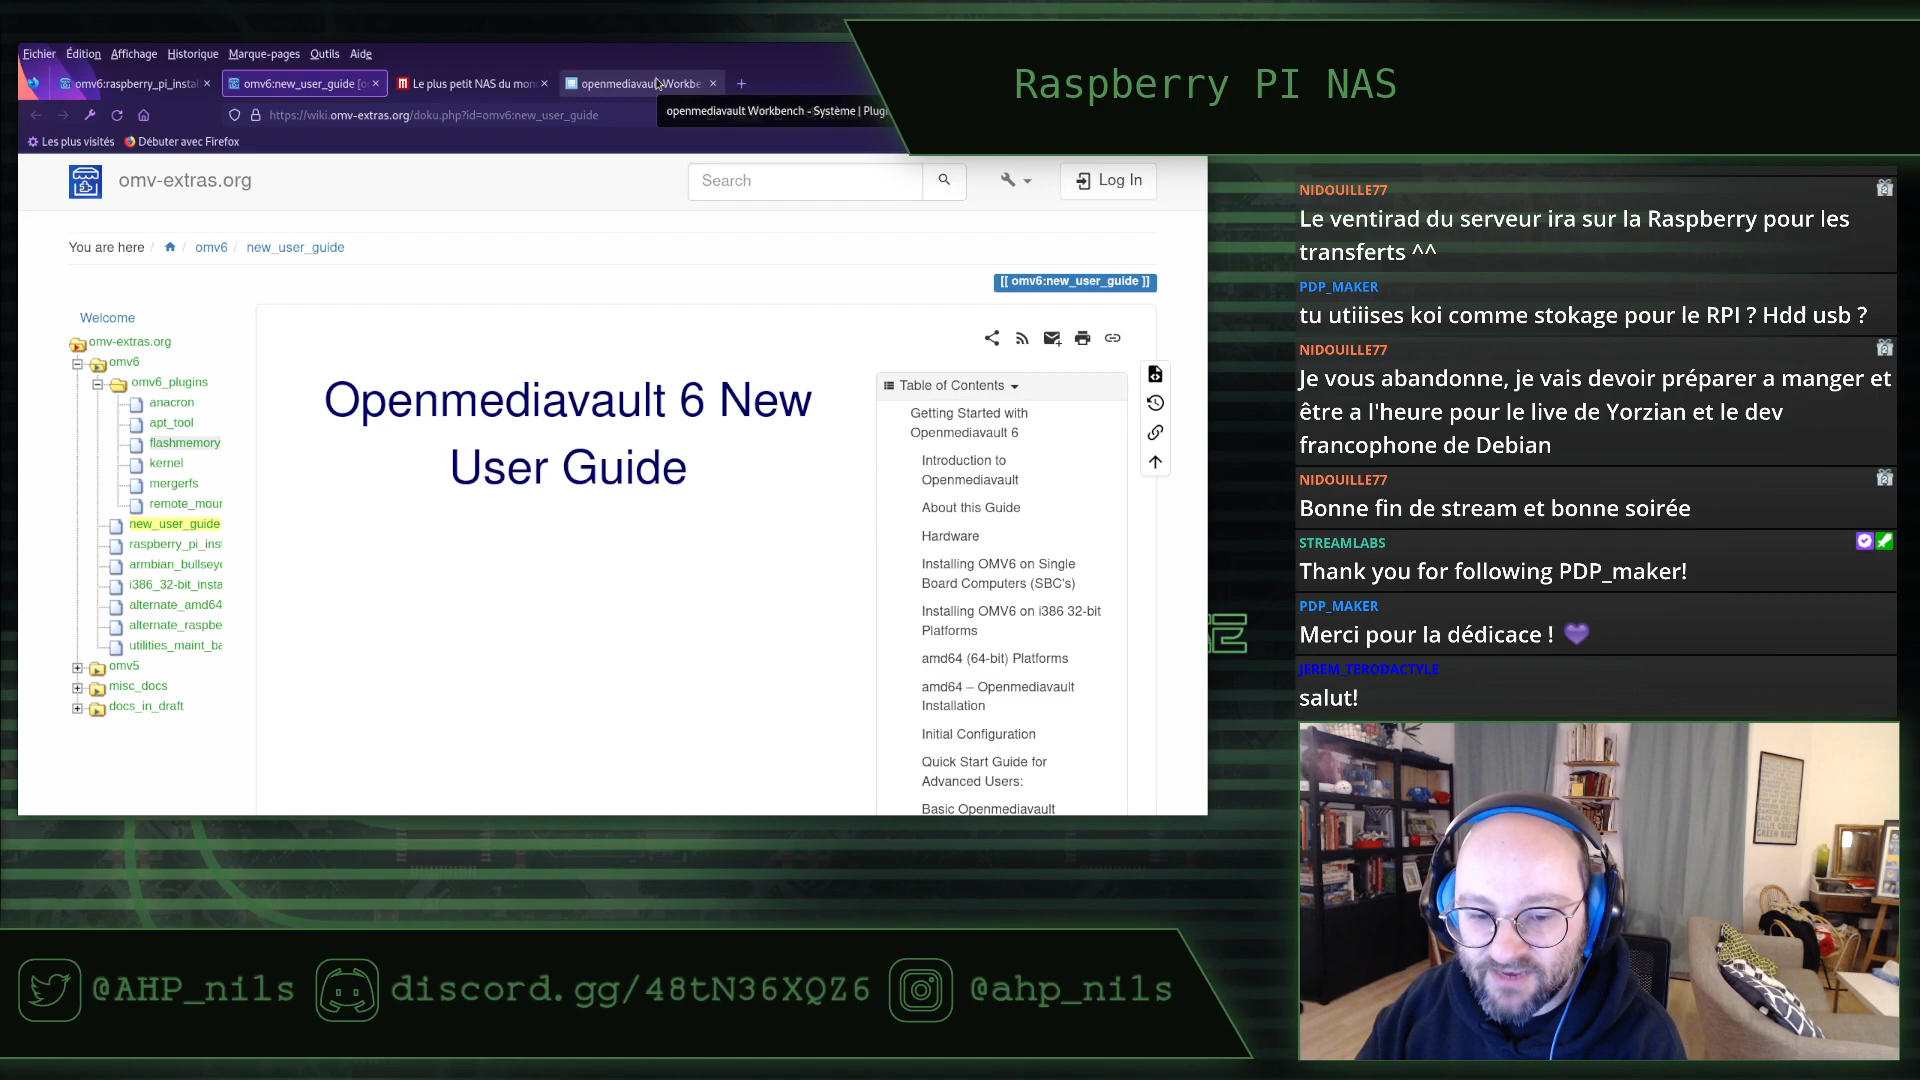 Raspberry PI NAS
Fichier Édition Affichage Historique Marque-pages Outils Aide
omv6:raspberry_pi_instal
omv6:new_user_guide [o
Le plus petit NAS du mon
openmediavault Workbe
https://wiki.omv-extras.org/doku.php?id=omv6:new_user_guide
openmediavault Workbench - Système | Plugi
Les plus visités Débuter avec Firefox
omv-extras.org
Search
Log In
You are here / / omv6 / new_user_guide
[[ omv6:new_user_guide ]]
Welcome
omv-extras.org
omv6
omv6_plugins
anacron
apt_tool
flashmemory
kernel
mergerfs
remote_mour
new_user_guide
raspberry_pi_inst
armbian_bullseye
i386_32-bit_insta
alternate_amd64
alternate_raspbe
utilities_maint_ba
omv5
misc_docs
docs_in_draft
Openmediavault 6 New
User Guide
Table of Contents
Getting Started with
Openmediavault 6
Introduction to
Openmediavault
About this Guide
Hardware
Installing OMV6 on Single
Board Computers (SBC's)
Installing OMV6 on i386 32-bit
Platforms
amd64 (64-bit) Platforms
amd64 – Openmediavault
Installation
Initial Configuration
Quick Start Guide for
Advanced Users:
Basic Openmediavault
NIDOUILLE77
Le ventirad du serveur ira sur la Raspberry pour les
transferts ^^
PDP_MAKER
tu utiiises koi comme stokage pour le RPI ? Hdd usb ?
NIDOUILLE77
Je vous abandonne, je vais devoir préparer a manger et
être a l'heure pour le live de Yorzian et le dev
francophone de Debian
NIDOUILLE77
Bonne fin de stream et bonne soirée
STREAMLABS
Thank you for following PDP_maker!
PDP_MAKER
Merci pour la dédicace ! 💜
JEREM_TERODACTYLE
salut!
@AHP_nils discord.gg/48tN36XQZ6 @ahp_nils